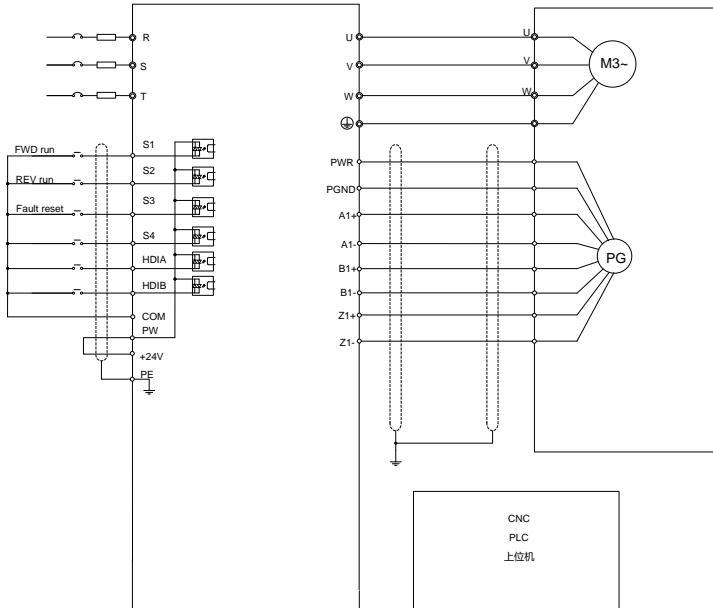 R
S
T
U
V
W
U
V
W
M3~
FWD run
REV run
Fault reset
S1
S2
S3
S4
HDIA
HDIB
COM
PW
+24V
PE
PWR
PGND
A1+
A1-
B1+
B1-
Z1+
Z1-
PG
CNC
PLC
上位机